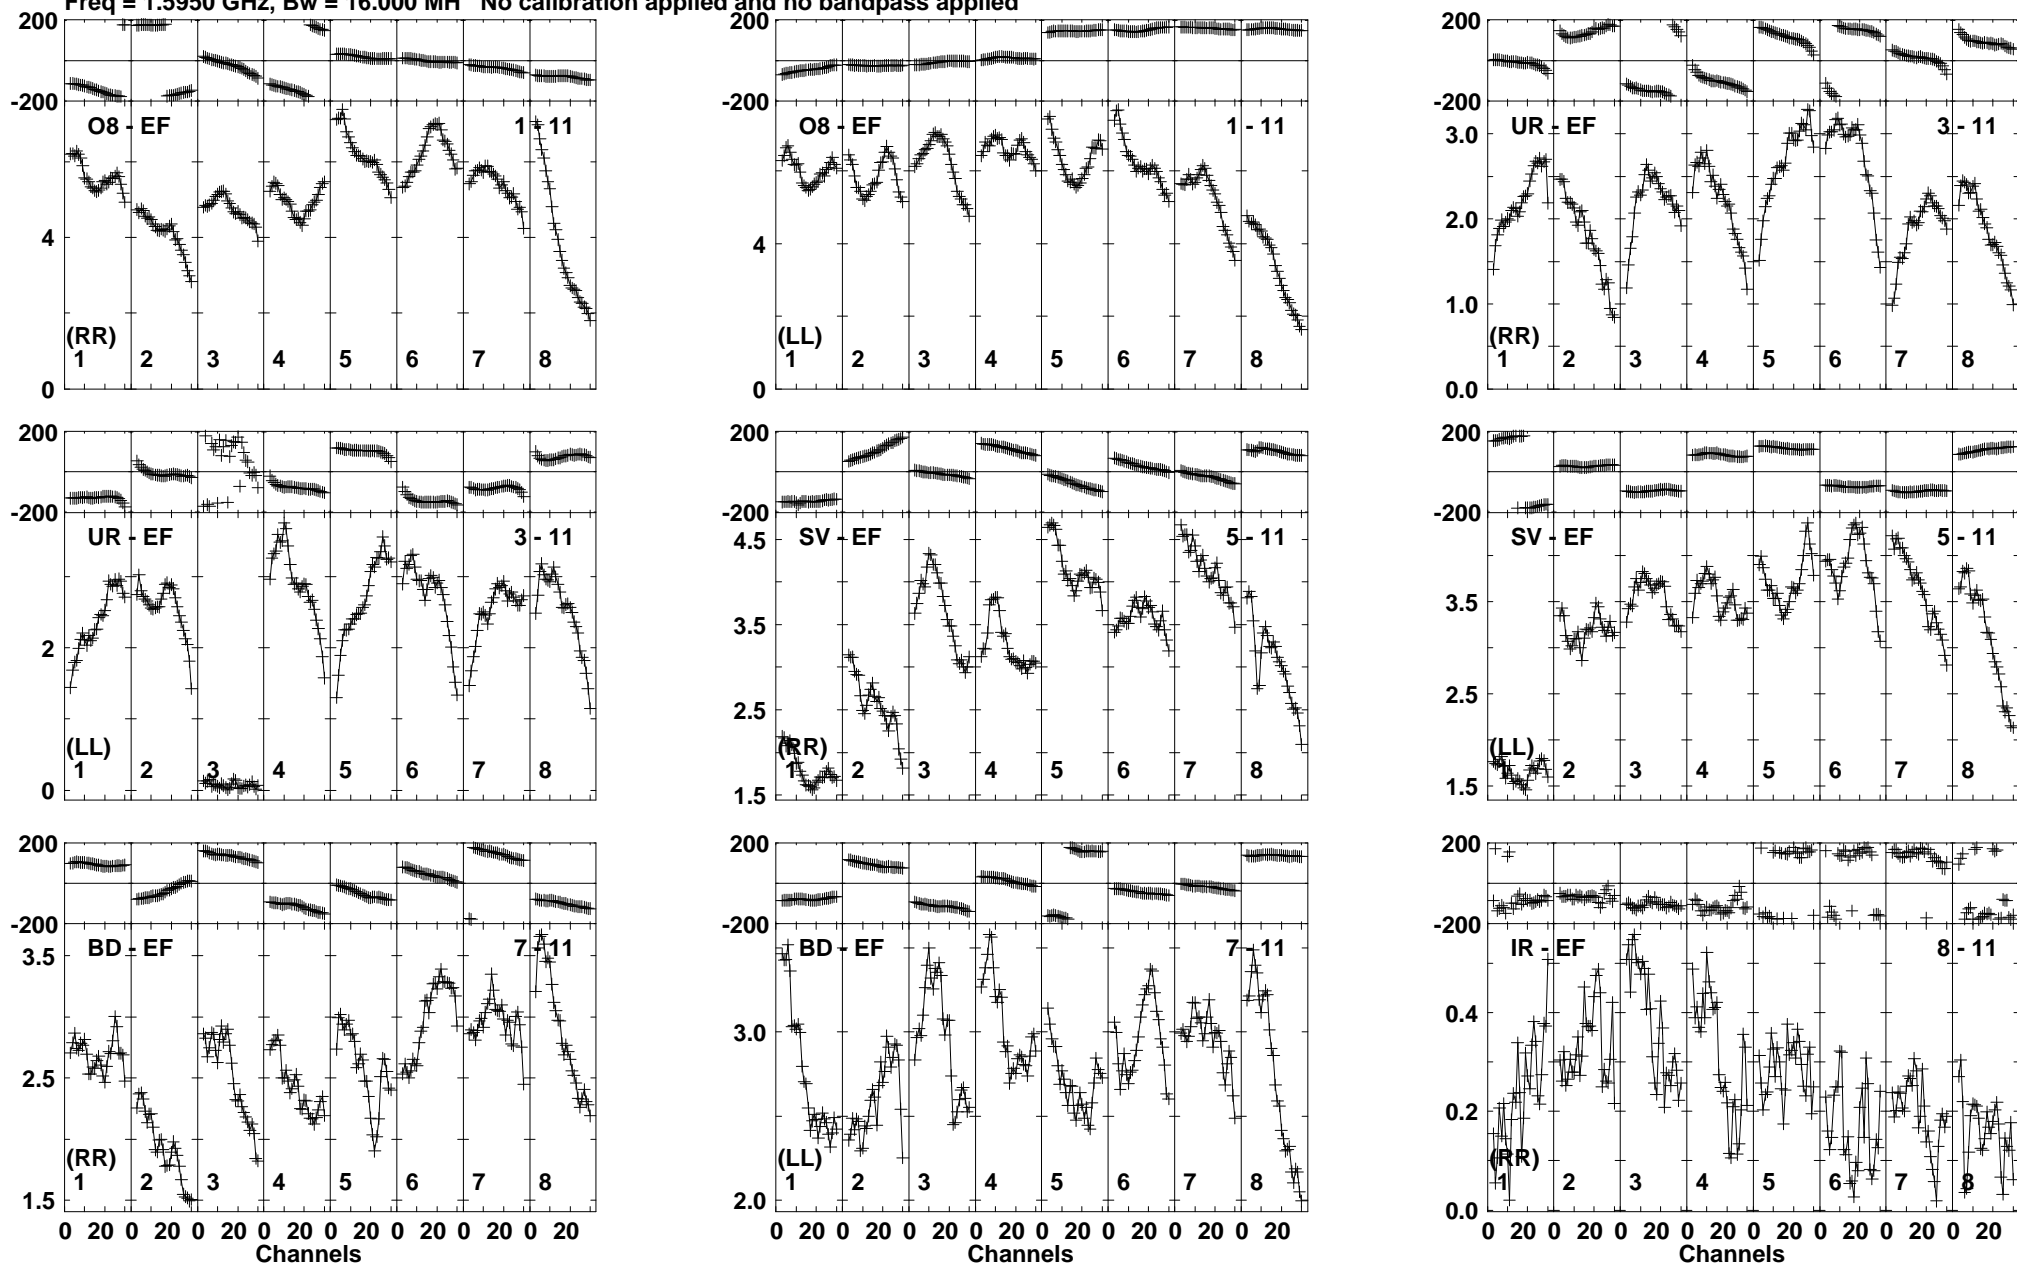 Freq = 1.5950 GHz, Bw = 16.000 MH No calibration applied and no bandpass applied
200 200 200
-200 -200 -200
O8 - EF 1 - 11 O8 - EF 1 - 11 UR - EF 3 - 11
3.0
4 4 2.0
1.0
(RR) (LL) (RR)
1 2 3 4 5 6 7 8 1 2 3 4 5 6 7 8 1 2 3 4 5 6 7 8
0 0 0.0
200 200 200
-200 -200 -200
UR - EF 3 - 11 SV - EF 5 - 11 SV - EF 5 - 11
4.5
3.5 3.5
2 2.5 2.5
(LL) (RR) (LL)
1 2 3 4 5 6 7 8 1 2 3 4 5 6 7 8 1 2 3 4 5 6 7 8
0 1.5 1.5
200 200 200
-200 -200 -200
BD - EF 7 - 11 BD - EF 7 - 11 IR - EF 8 - 11
3.5
3.0 0.4
2.5
0.2
(RR) (LL) (RR)
1 2 3 4 5 6 7 8 1 2 3 4 5 6 7 8 1 2 3 4 5 6 7 8
1.5 2.0 0.0
0 20 0 20 0 20 0 20 0 20 0 20 0 20 0 20 0 20 0 20 0 20 0 20 0 20 0 20 0 20 0 20 0 20 0 20 0 20 0 20 0 20 0 20 0 20 0 20
Channels Channels Channels